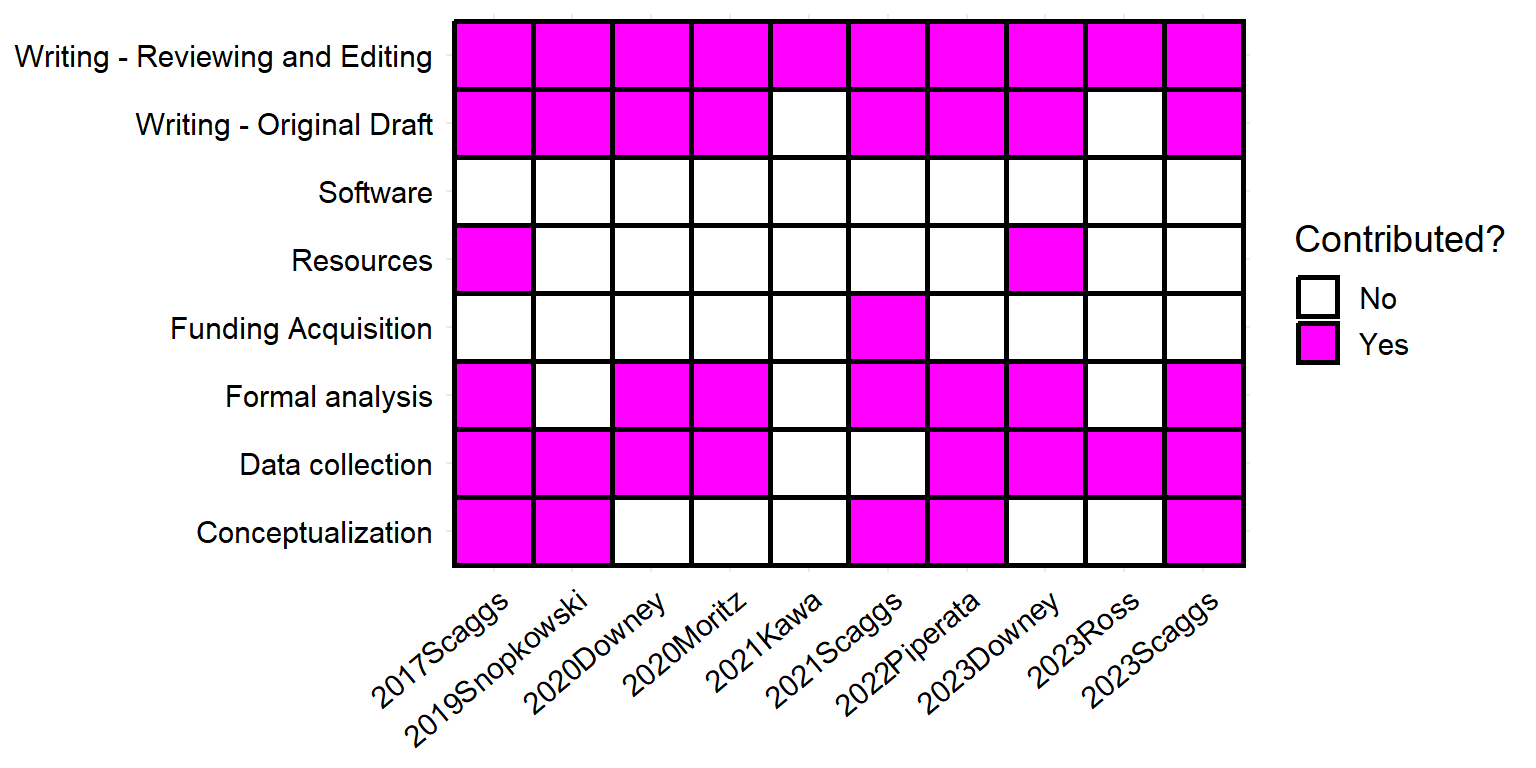 Writing - Reviewing and Editing
Writing - Original Draft
Software
Resources
Funding Acquisition
Formal analysis
Data collection
Conceptualization
2017Scaggs
2019Snopkowski
2020Downey
2020Moritz
2021Kawa
2021Scaggs
2022Piperata
2023Downey
2023Ross
2023Scaggs
Contributed?
No
Yes